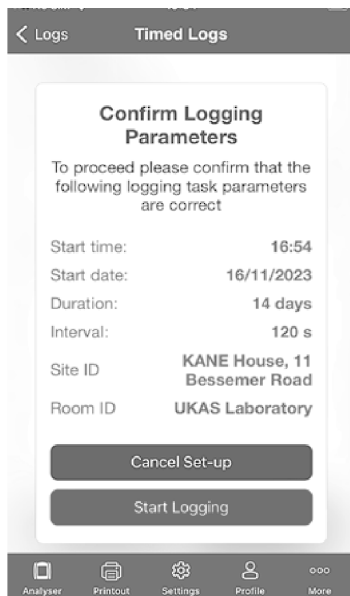 Logs
Timed Logs
Confirm Logging
Parameters
To proceed please confirm that the
following logging task parameters
are correct
Start time: 16:54
Start date: 16/11/2023
Duration: 14 days
Interval: 120 s
Site ID KANE House, 11
Bessemer Road
Room ID UKAS Laboratory
Cancel Set-up
Start Logging
Analyser Printout Settings Profile More